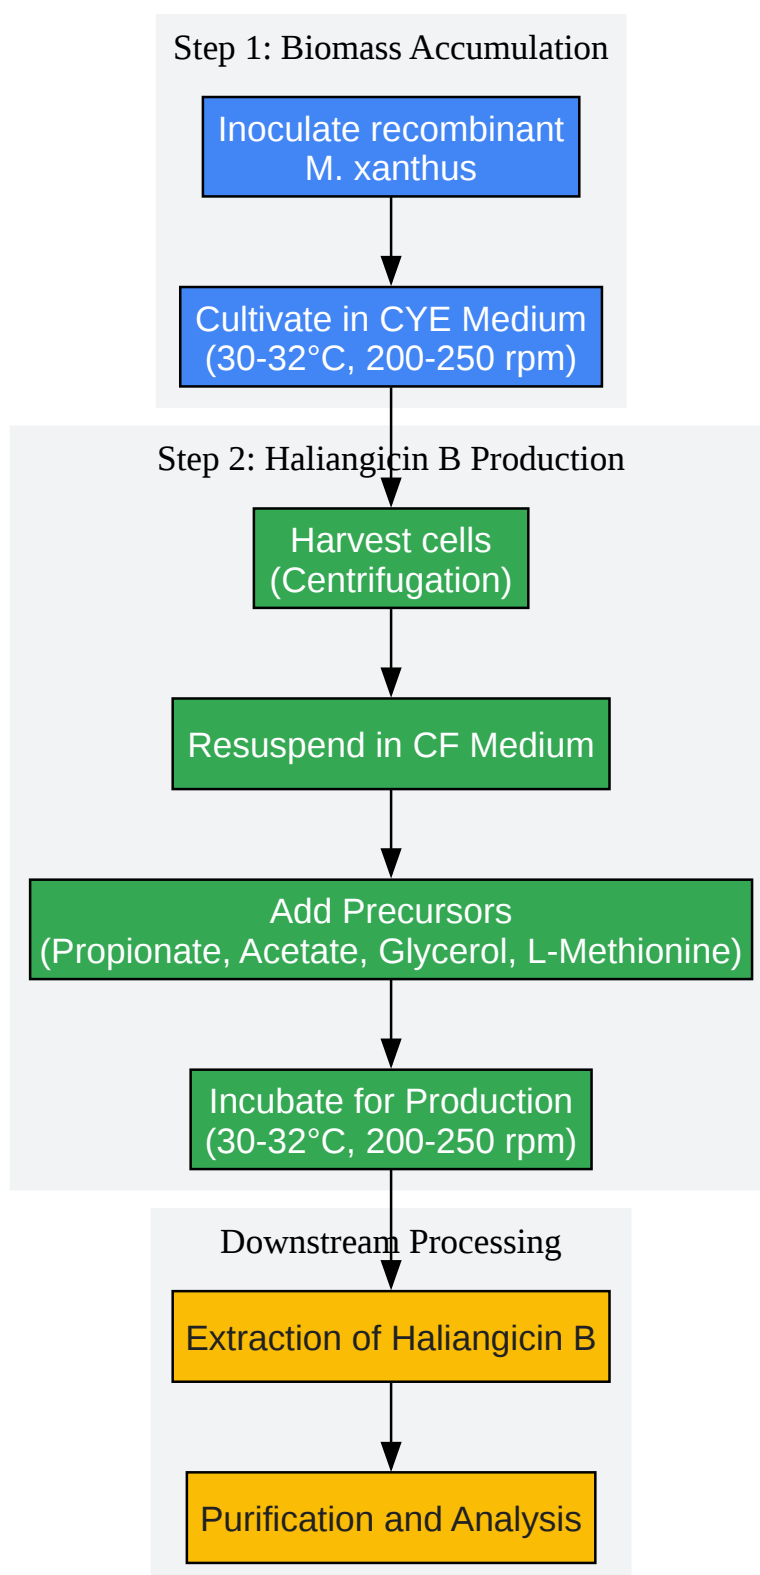 Step 1: Biomass Accumulation
Inoculate recombinant
M. xanthus
Cultivate in CYE Medium
(30-32°C, 200-250 rpm)
Step 2: Haliangicin B Production
Harvest cells
(Centrifugation)
Resuspend in CF Medium
Add Precursors
(Propionate, Acetate, Glycerol, L-Methionine)
Incubate for Production
(30-32°C, 200-250 rpm)
Downstream Processing
Extraction of Haliangicin B
Purification and Analysis